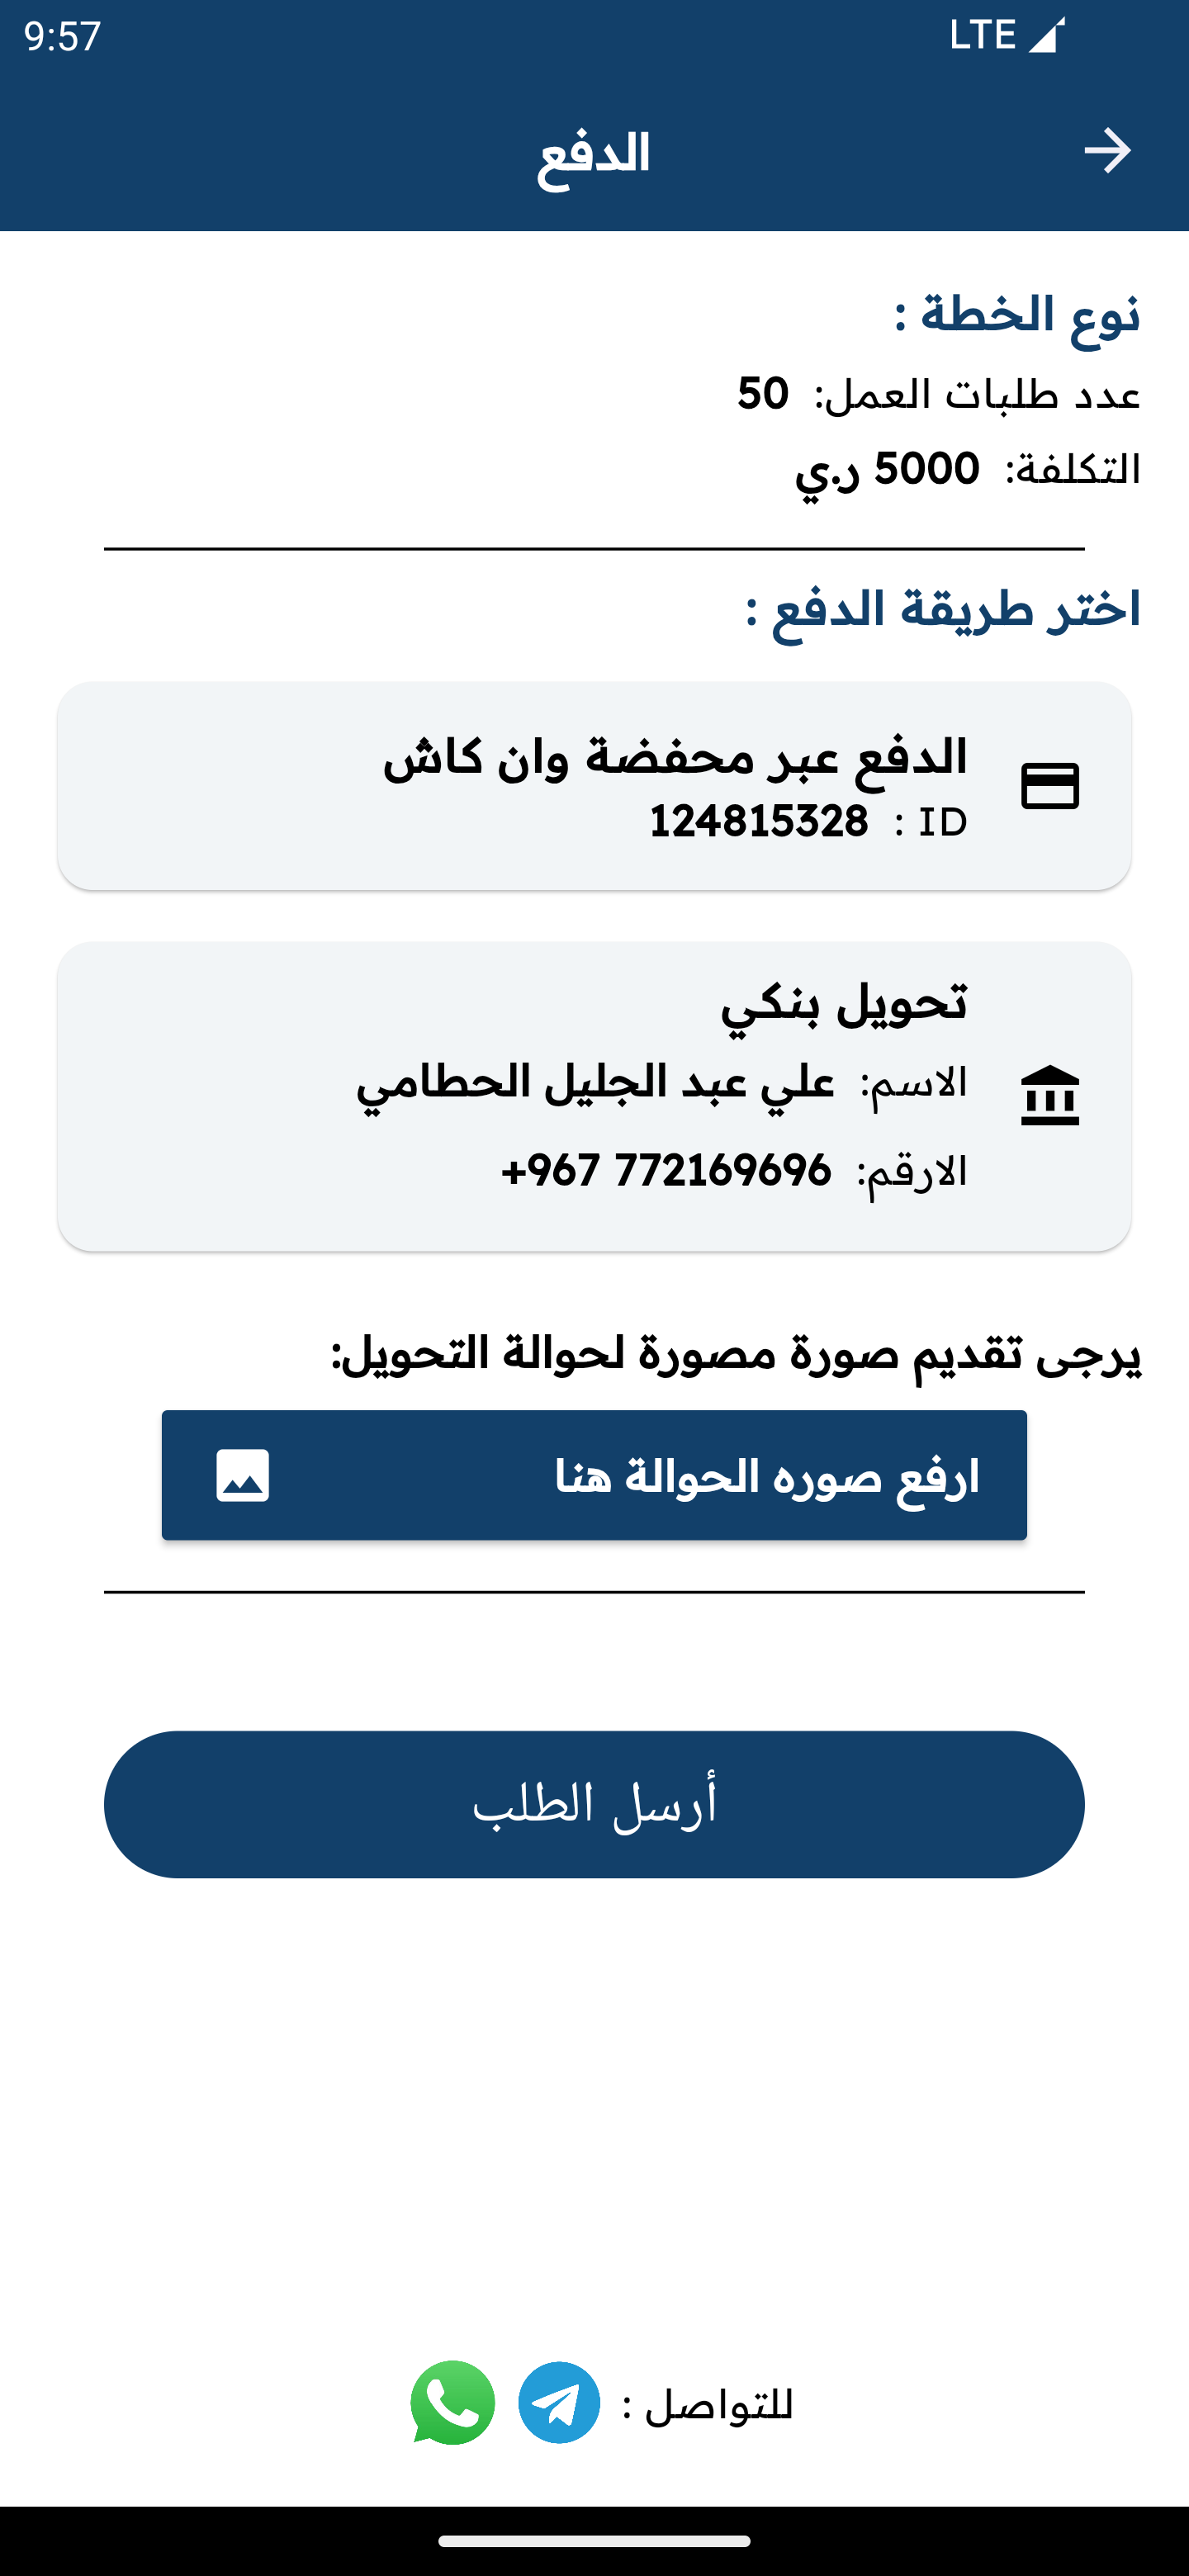 9:57
LTE
الدفع
نوع الخطة :
عدد طلبات العمل: 50
التكلفة: 5000 ر.ي
اختر طريقة الدفع :
الدفع عبر محفضة وان كاش
ID : 124815328
تحويل بنكي
الاسم: علي عبد الجليل الحطامي
الارقم: +967 772169696
يرجى تقديم صورة مصورة لحوالة التحويل:
ارفع صوره الحوالة هنا
أرسل الطلب
للتواصل :